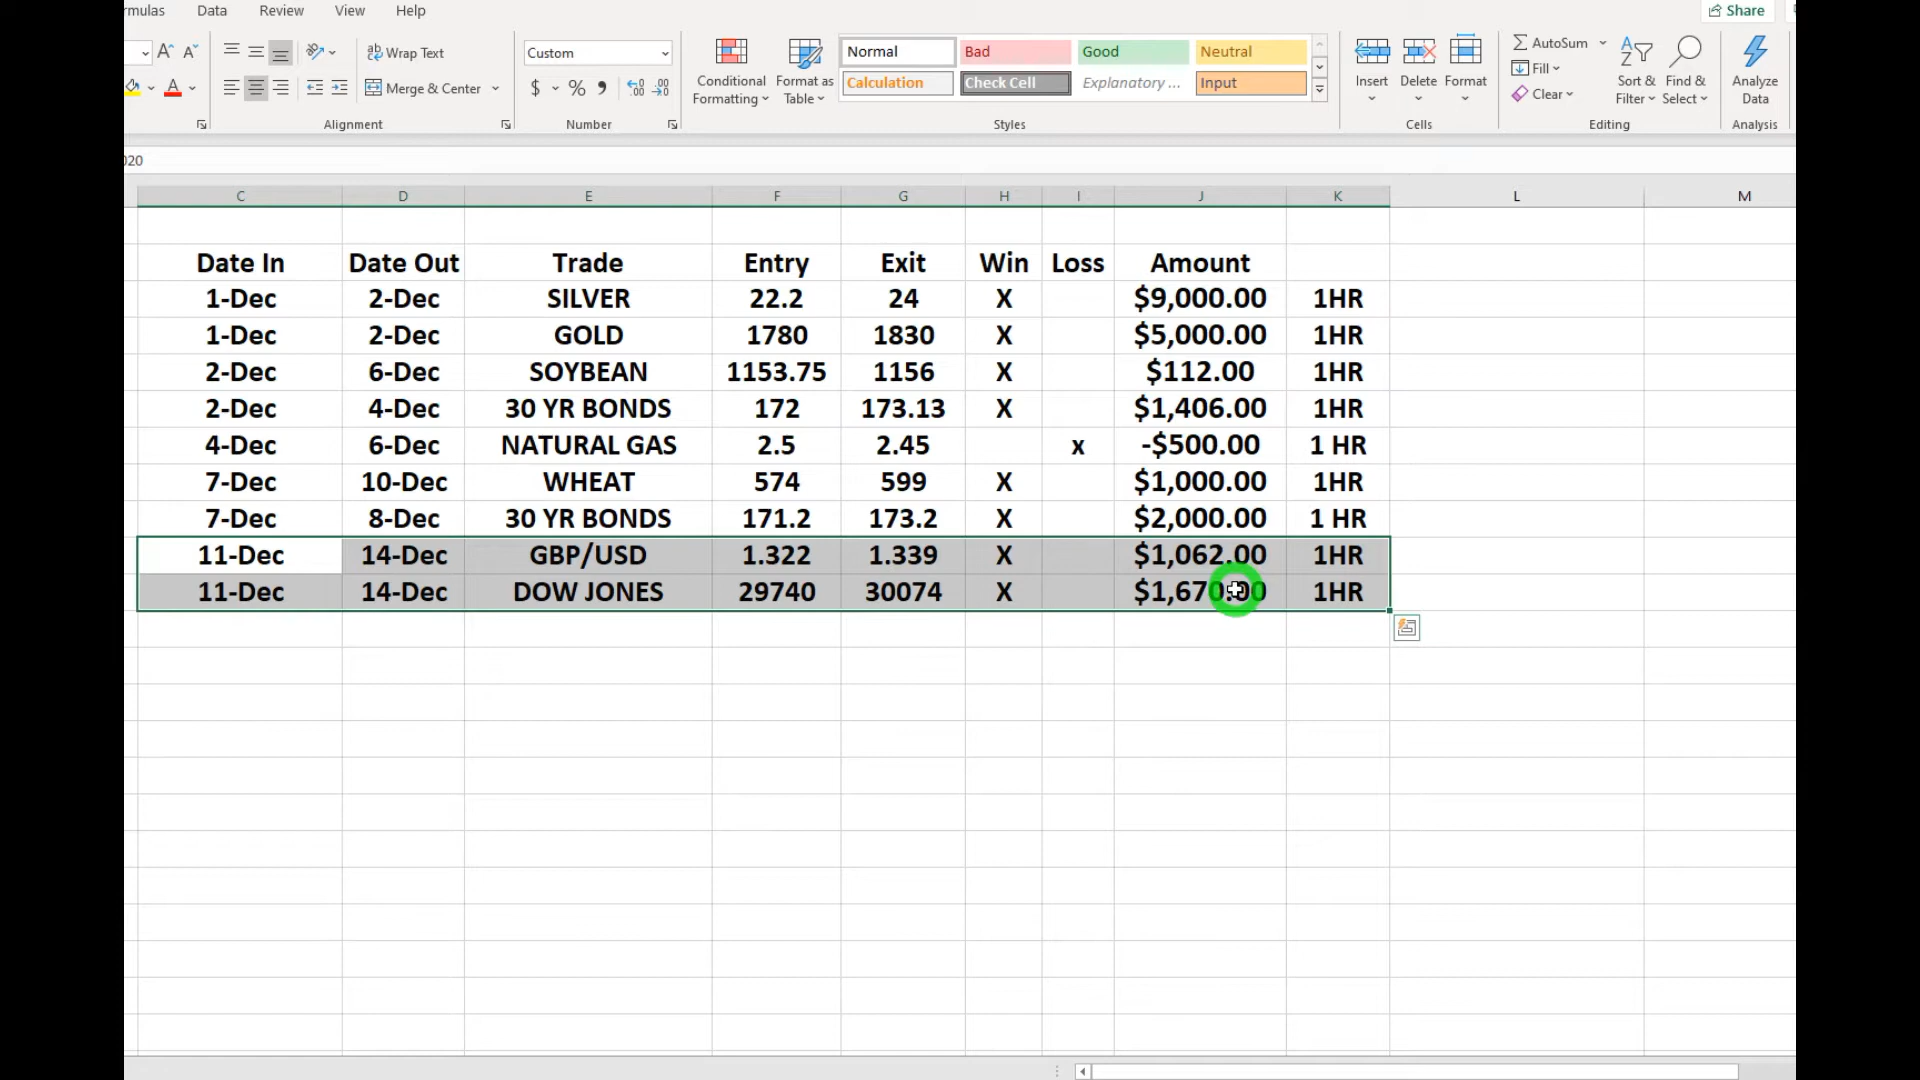 rmulas Data Review View Help Share
Wrap Text Custom Normal Bad Good Neutral AutoSum
Conditional Formatting Format as Table Insert Delete Format Fill Sort & Filter Find & Select Analyze Data
Merge & Center $ % Calculation Check Cell Explanatory ... Input Clear
Alignment Number Styles Cells Editing Analysis
020
C D E F G H I J K L M
Date In Date Out Trade Entry Exit Win Loss Amount
1-Dec 2-Dec SILVER 22.2 24 X $9,000.00 1HR
1-Dec 2-Dec GOLD 1780 1830 X $5,000.00 1HR
2-Dec 6-Dec SOYBEAN 1153.75 1156 X $112.00 1HR
2-Dec 4-Dec 30 YR BONDS 172 173.13 X $1,406.00 1HR
4-Dec 6-Dec NATURAL GAS 2.5 2.45 x -$500.00 1 HR
7-Dec 10-Dec WHEAT 574 599 X $1,000.00 1HR
7-Dec 8-Dec 30 YR BONDS 171.2 173.2 X $2,000.00 1 HR
11-Dec 14-Dec GBP/USD 1.322 1.339 X $1,062.00 1HR
11-Dec 14-Dec DOW JONES 29740 30074 X $1,670.00 1HR